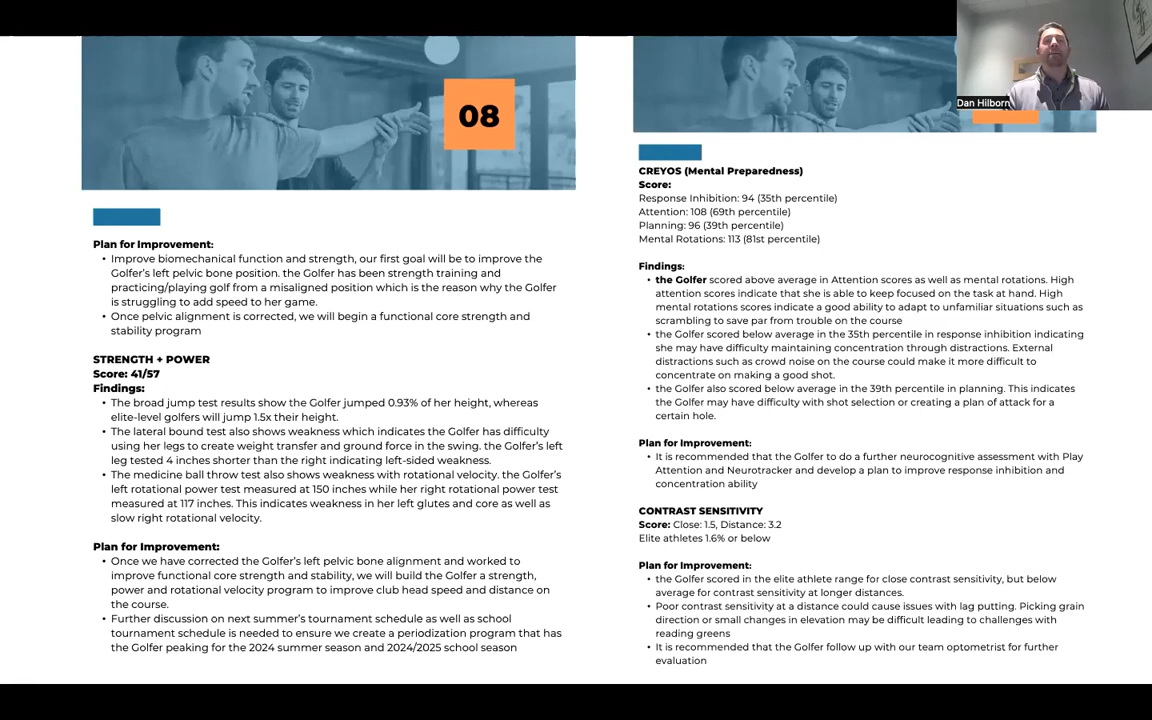 08
Plan for Improvement:
• Improve biomechanical function and strength, our first goal will be to improve the
Golfer's left pelvic bone position. the Golfer has been strength training and
practicing/playing golf from a misaligned position which is the reason why the Golfer
is struggling to add speed to her game.
• Once pelvic alignment is corrected, we will begin a functional core strength and
stability program
STRENGTH + POWER
Score: 41/57
Findings:
• The broad jump test results show the Golfer jumped 0.93% of her height, whereas
elite-level golfers will jump 1.5x their height.
• The lateral bound test also shows weakness which indicates the Golfer has difficulty
using her legs to create weight transfer and ground force in the swing. the Golfer's left
leg tested 4 inches shorter than the right indicating left-sided weakness.
• The medicine ball throw test also shows weakness with rotational velocity. the Golfer's
left rotational power test measured at 150 inches while her right rotational power test
measured at 117 inches. This indicates weakness in her left glutes and core as well as
slow right rotational velocity.
Plan for Improvement:
• Once we have corrected the Golfer's left pelvic bone alignment and worked to
improve functional core strength and stability, we will build the Golfer a strength,
power and rotational velocity program to improve club head speed and distance on
the course.
• Further discussion on next summer's tournament schedule as well as school
tournament schedule is needed to ensure we create a periodization program that has
the Golfer peaking for the 2024 summer season and 2024/2025 school season
Dan Hilborn
CREYOS (Mental Preparedness)
Score:
Response Inhibition: 94 (35th percentile)
Attention: 108 (69th percentile)
Planning: 96 (39th percentile)
Mental Rotations: 113 (81st percentile)
Findings:
• the Golfer scored above average in Attention scores as well as mental rotations. High
attention scores indicate that she is able to keep focused on the task at hand. High
mental rotations scores indicate a good ability to adapt to unfamiliar situations such as
scrambling to save par from trouble on the course
• the Golfer scored below average in the 35th percentile in response inhibition indicating
she may have difficulty maintaining concentration through distractions. External
distractions such as crowd noise on the course could make it more difficult to
concentrate on making a good shot.
• the Golfer also scored below average in the 39th percentile in planning. This indicates
the Golfer may have difficulty with shot selection or creating a plan of attack for a
certain hole.
Plan for Improvement:
• It is recommended that the Golfer to do a further neurocognitive assessment with Play
Attention and Neurotracker and develop a plan to improve response inhibition and
concentration ability
CONTRAST SENSITIVITY
Score: Close: 1.5, Distance: 3.2
Elite athletes 1.6% or below
Plan for Improvement:
• the Golfer scored in the elite athlete range for close contrast sensitivity, but below
average for contrast sensitivity at longer distances.
• Poor contrast sensitivity at a distance could cause issues with lag putting. Picking grain
direction or small changes in elevation may be difficult leading to challenges with
reading greens
• It is recommended that the Golfer follow up with our team optometrist for further
evaluation